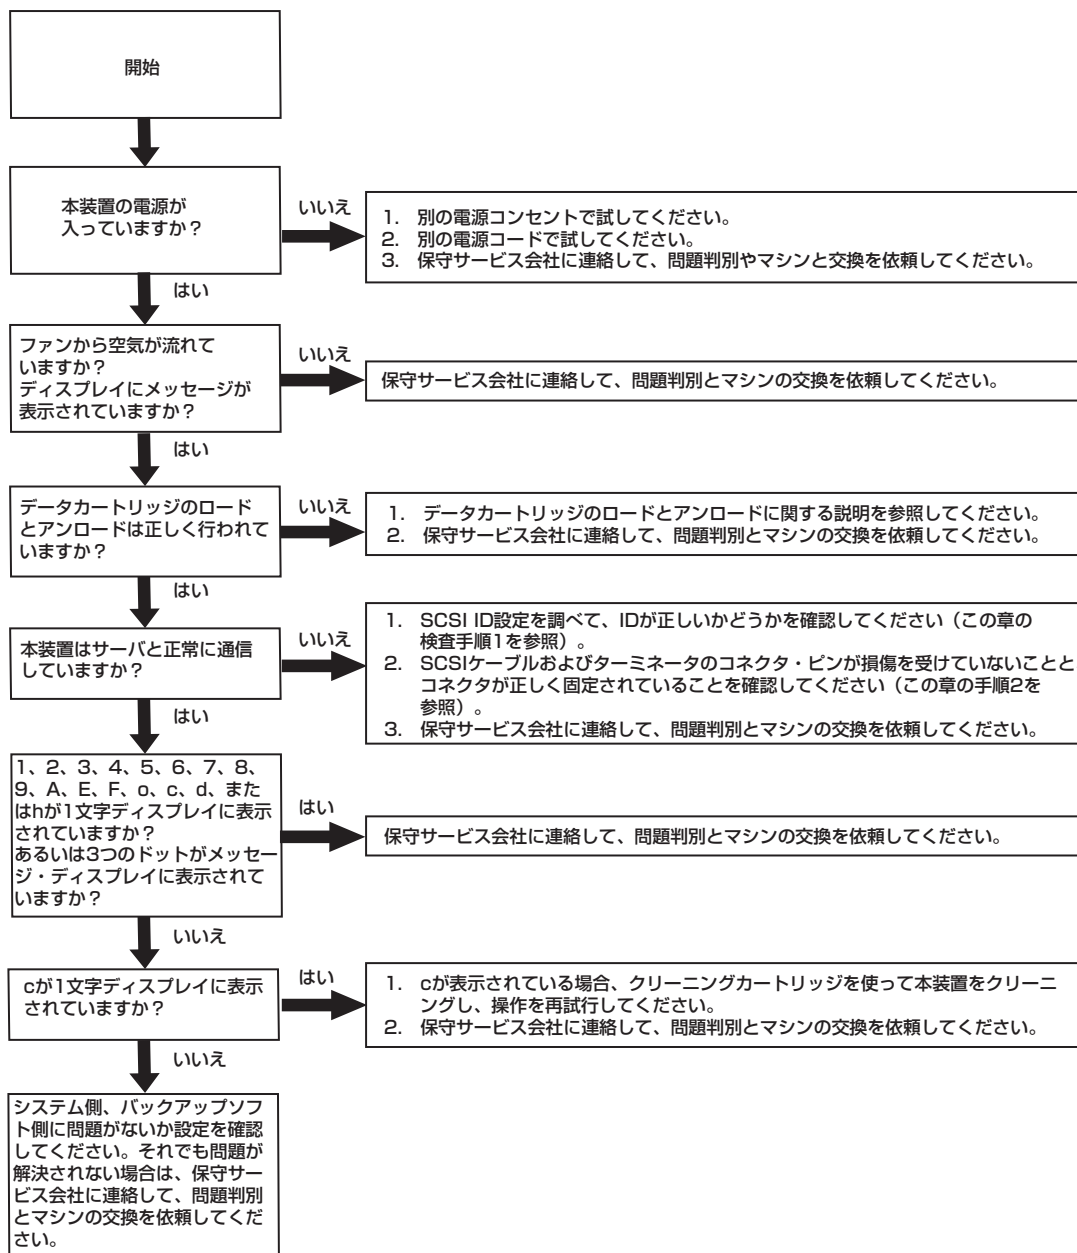 開始
本装置の電源が
入っていますか？
いいえ
1. 別の電源コンセントで試してください。
2. 別の電源コードで試してください。
3. 保守サービス会社に連絡して、問題判別やマシンと交換を依頼してください。
はい
ファンから空気が流れて
いますか？
ディスプレイにメッセージが
表示されていますか？
いいえ
保守サービス会社に連絡して、問題判別とマシンの交換を依頼してください。
はい
データカートリッジのロード
とアンロードは正しく行われて
いますか？
いいえ
1. データカートリッジのロードとアンロードに関する説明を参照してください。
2. 保守サービス会社に連絡して、問題判別とマシンの交換を依頼してください。
はい
本装置はサーバと正常に通信
していますか？
いいえ
1. SCSI ID設定を調べて、IDが正しいかどうかを確認してください（この章の
検査手順1を参照）。
2. SCSIケーブルおよびターミネータのコネクタ・ピンが損傷を受けていないことと
コネクタが正しく固定されていることを確認してください（この章の手順2を
参照）。
3. 保守サービス会社に連絡して、問題判別とマシンの交換を依頼してください。
はい
1、2、3、4、5、6、7、8、
9、A、E、F、o、c、d、また
はhが1文字ディスプレイに表示
されていますか？
あるいは3つのドットがメッセー
ジ・ディスプレイに表示されて
いますか？
はい
保守サービス会社に連絡して、問題判別とマシンの交換を依頼してください。
いいえ
cが1文字ディスプレイに表示
されていますか？
はい
1. cが表示されている場合、クリーニングカートリッジを使って本装置をクリーニ
ングし、操作を再試行してください。
2. 保守サービス会社に連絡して、問題判別とマシンの交換を依頼してください。
いいえ
システム側、バックアップソフ
ト側に問題がないか設定を確認
してください。それでも問題が
解決されない場合は、保守サー
ビス会社に連絡して、問題判別
とマシンの交換を依頼してくだ
さい。